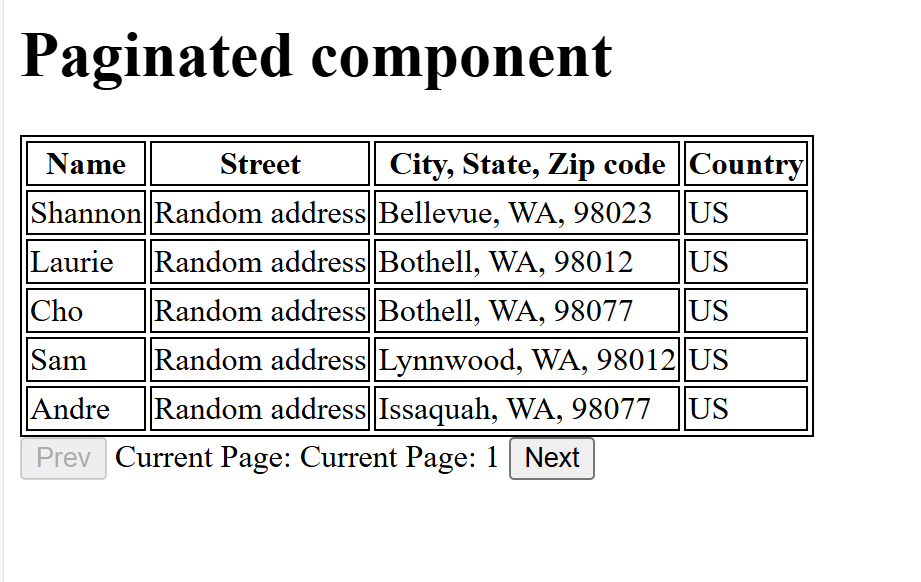 Paginated component
Name Street City, State, Zip code Country
Shannon Random address Bellevue, WA, 98023 US
Laurie Random address Bothell, WA, 98012 US
Cho Random address Bothell, WA, 98077 US
Sam Random address Lynnwood, WA, 98012 US
Andre Random address Issaquah, WA, 98077 US
Prev Current Page: Current Page: 1 Next